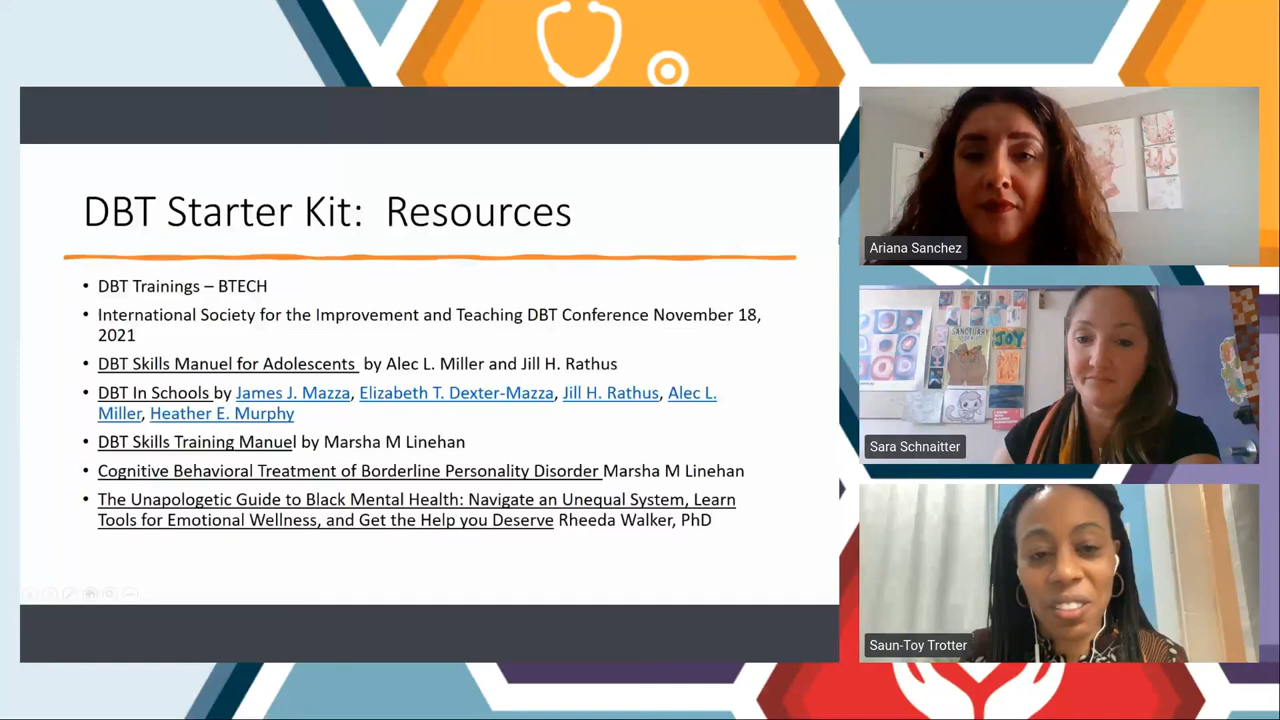 DBT Starter Kit: Resources
• DBT Trainings – BTECH
• International Society for the Improvement and Teaching DBT Conference November 18,
2021
• DBT Skills Manuel for Adolescents by Alec L. Miller and Jill H. Rathus
• DBT In Schools by James J. Mazza, Elizabeth T. Dexter-Mazza, Jill H. Rathus, Alec L.
Miller, Heather E. Murphy
• DBT Skills Training Manuel by Marsha M Linehan
• Cognitive Behavioral Treatment of Borderline Personality Disorder Marsha M Linehan
• The Unapologetic Guide to Black Mental Health: Navigate an Unequal System, Learn
Tools for Emotional Wellness, and Get the Help you Deserve Rheeda Walker, PhD
Ariana Sanchez
SANCTUARY
JOY
Sara Schnaitter
Saun-Toy Trotter